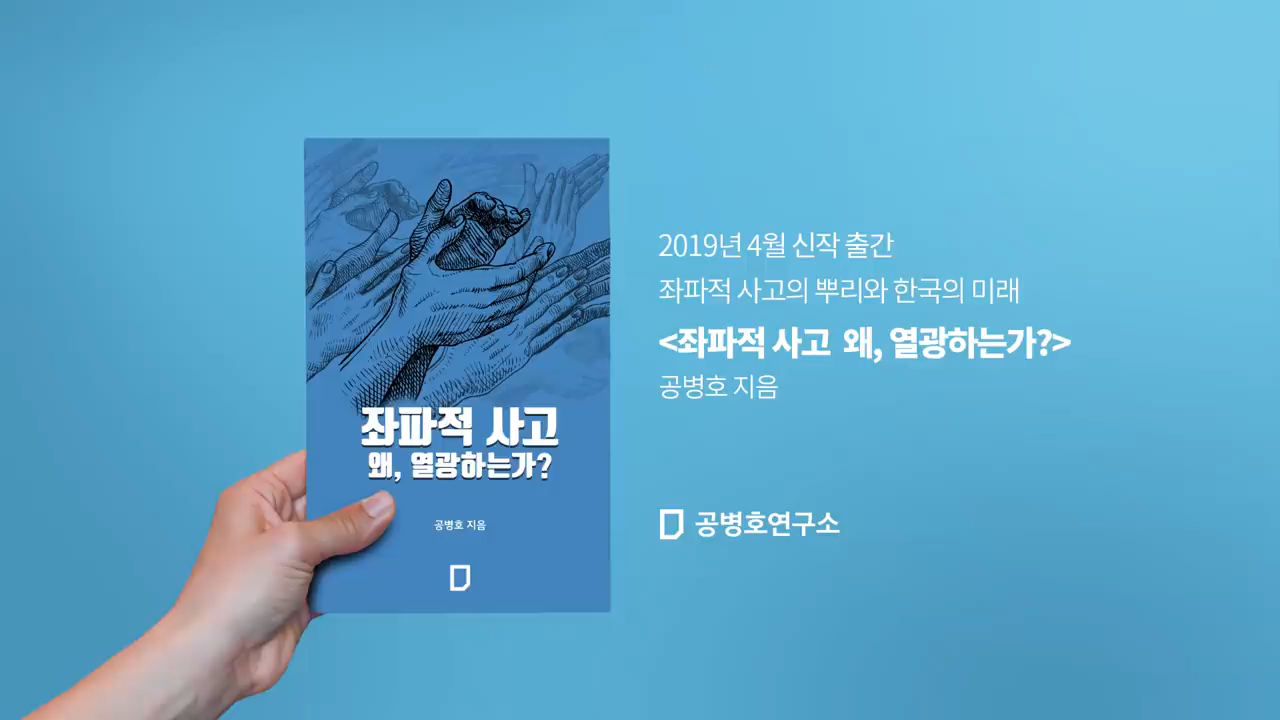 좌파적 사고
왜, 열광하는가?
공병호 지음
2019년 4월 신작 출간
좌파적 사고의 뿌리와 한국의 미래
<좌파적 사고 왜, 열광하는가?>
공병호 지음
공병호연구소